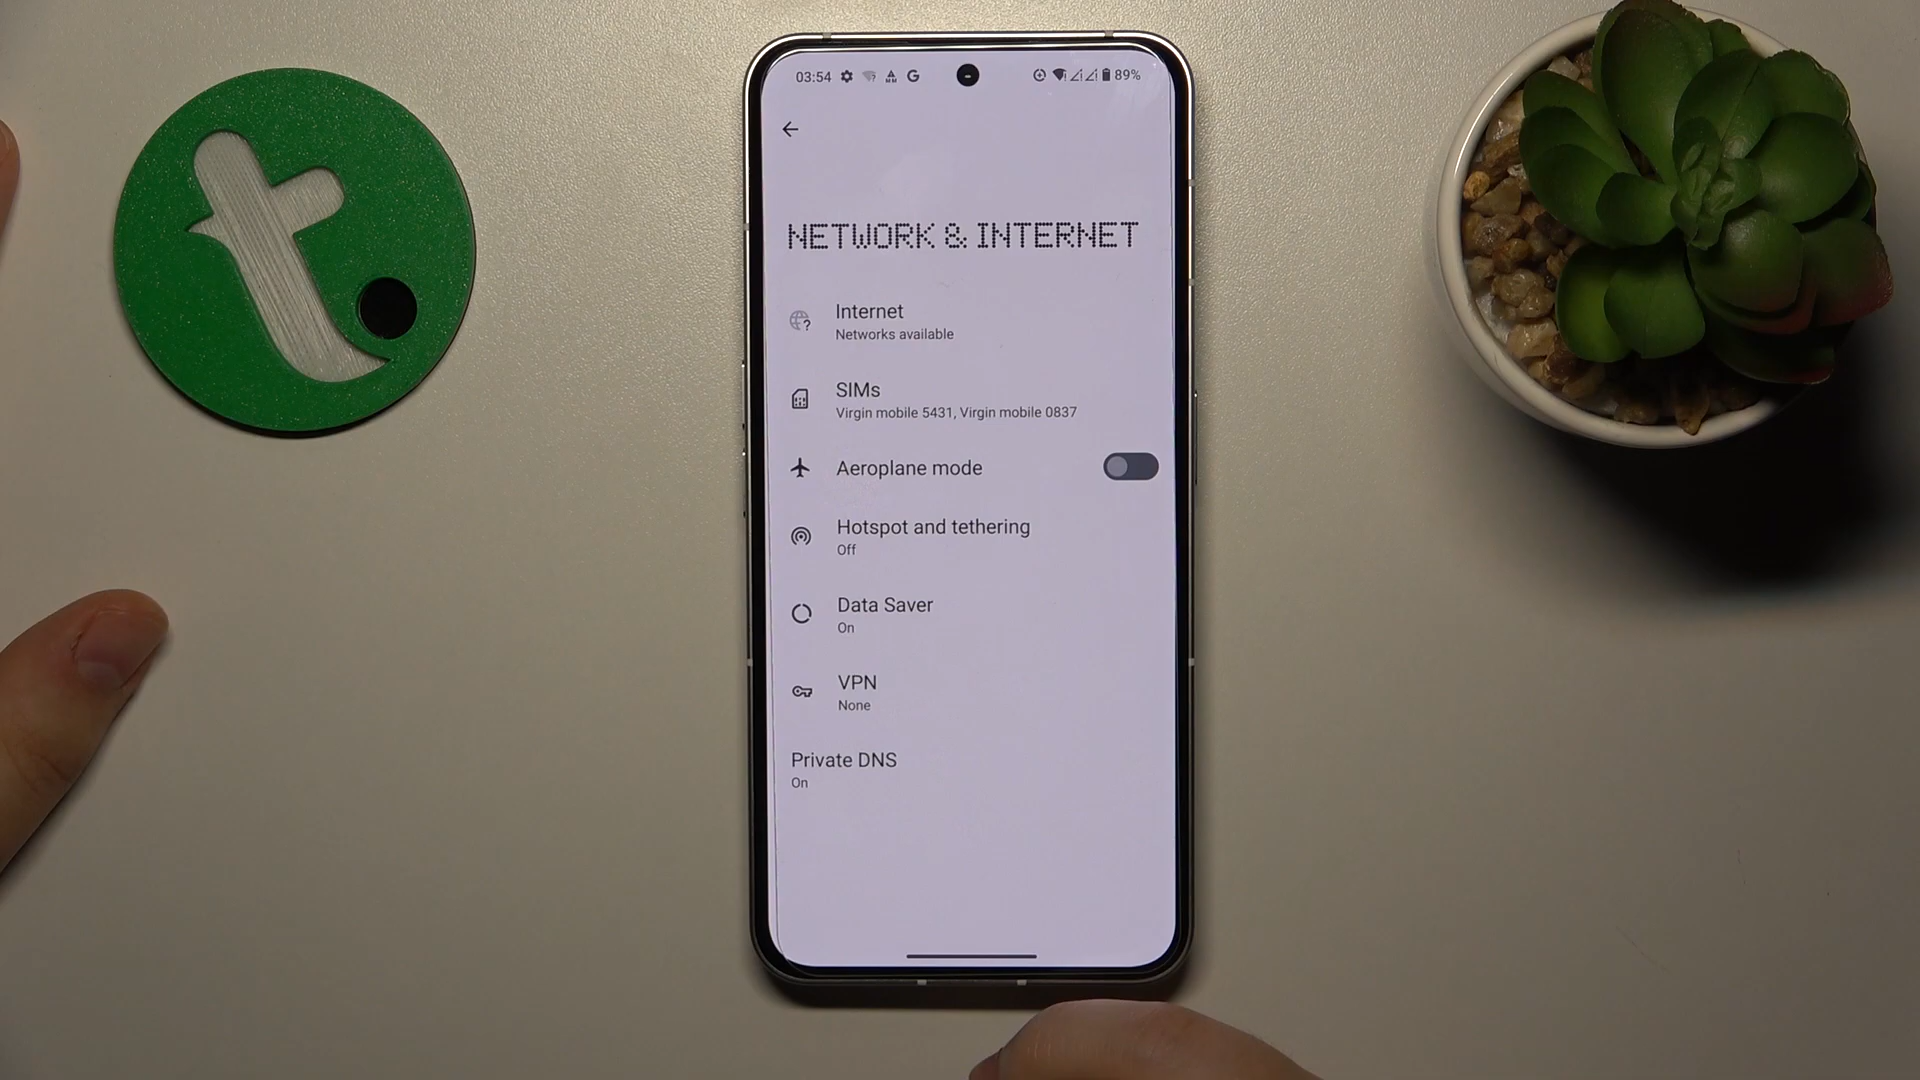 03:54 G 89%
NETWORK & INTERNET
Internet
Networks available
SIMs
Virgin mobile 5431, Virgin mobile 0837
Aeroplane mode
Hotspot and tethering
Off
Data Saver
On
VPN
None
Private DNS
On
t.